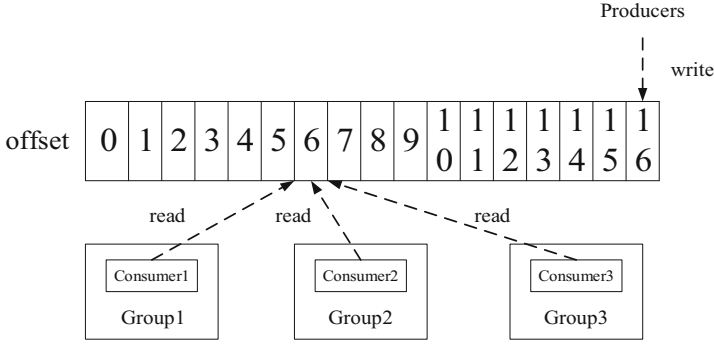 Producers
write
offset 0 1 2 3 4 5 6 7 8 9 10 11 12 13 14 15 16
read read read
Consumer1 Consumer2 Consumer3
Group1 Group2 Group3